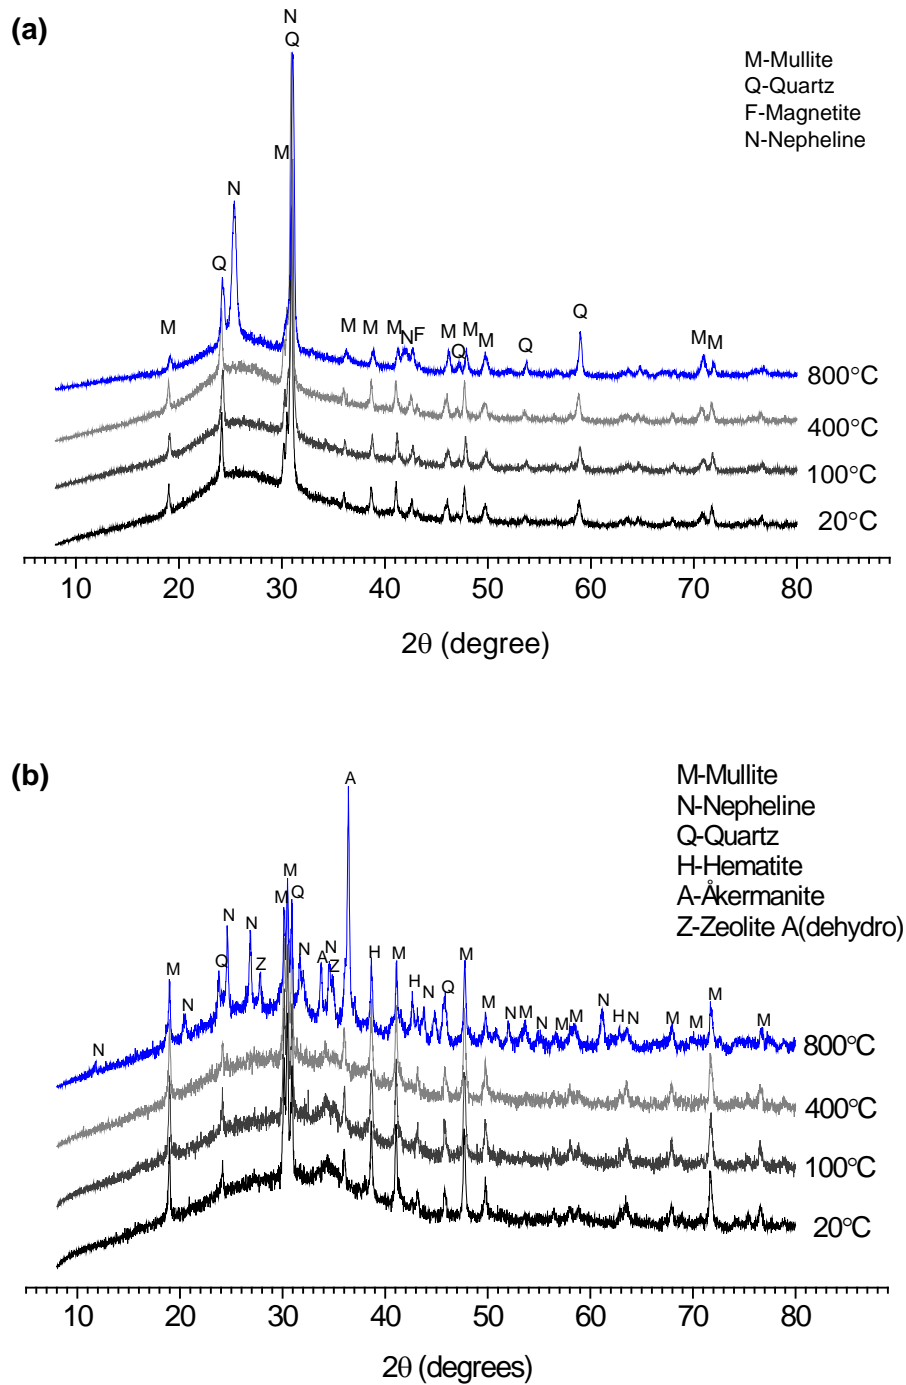 (a)
N
Q
M-Mullite
Q-Quartz
F-Magnetite
N-Nepheline
M
N
Q
M
M M M N F M Q M M Q Q M M
800°C
400°C
100°C
20°C
10 20 30 40 50 60 70 80
2θ (degree)
(b)
M-Mullite
N-Nepheline
Q-Quartz
H-Hematite
A-Åkermanite
Z-Zeolite A(dehydro)
A
M
M Q
N N
M Q Z N A N Z H M M
N N H N Q M N M N M M N H N M M M M
800°C
400°C
100°C
20°C
10 20 30 40 50 60 70 80
2θ (degrees)